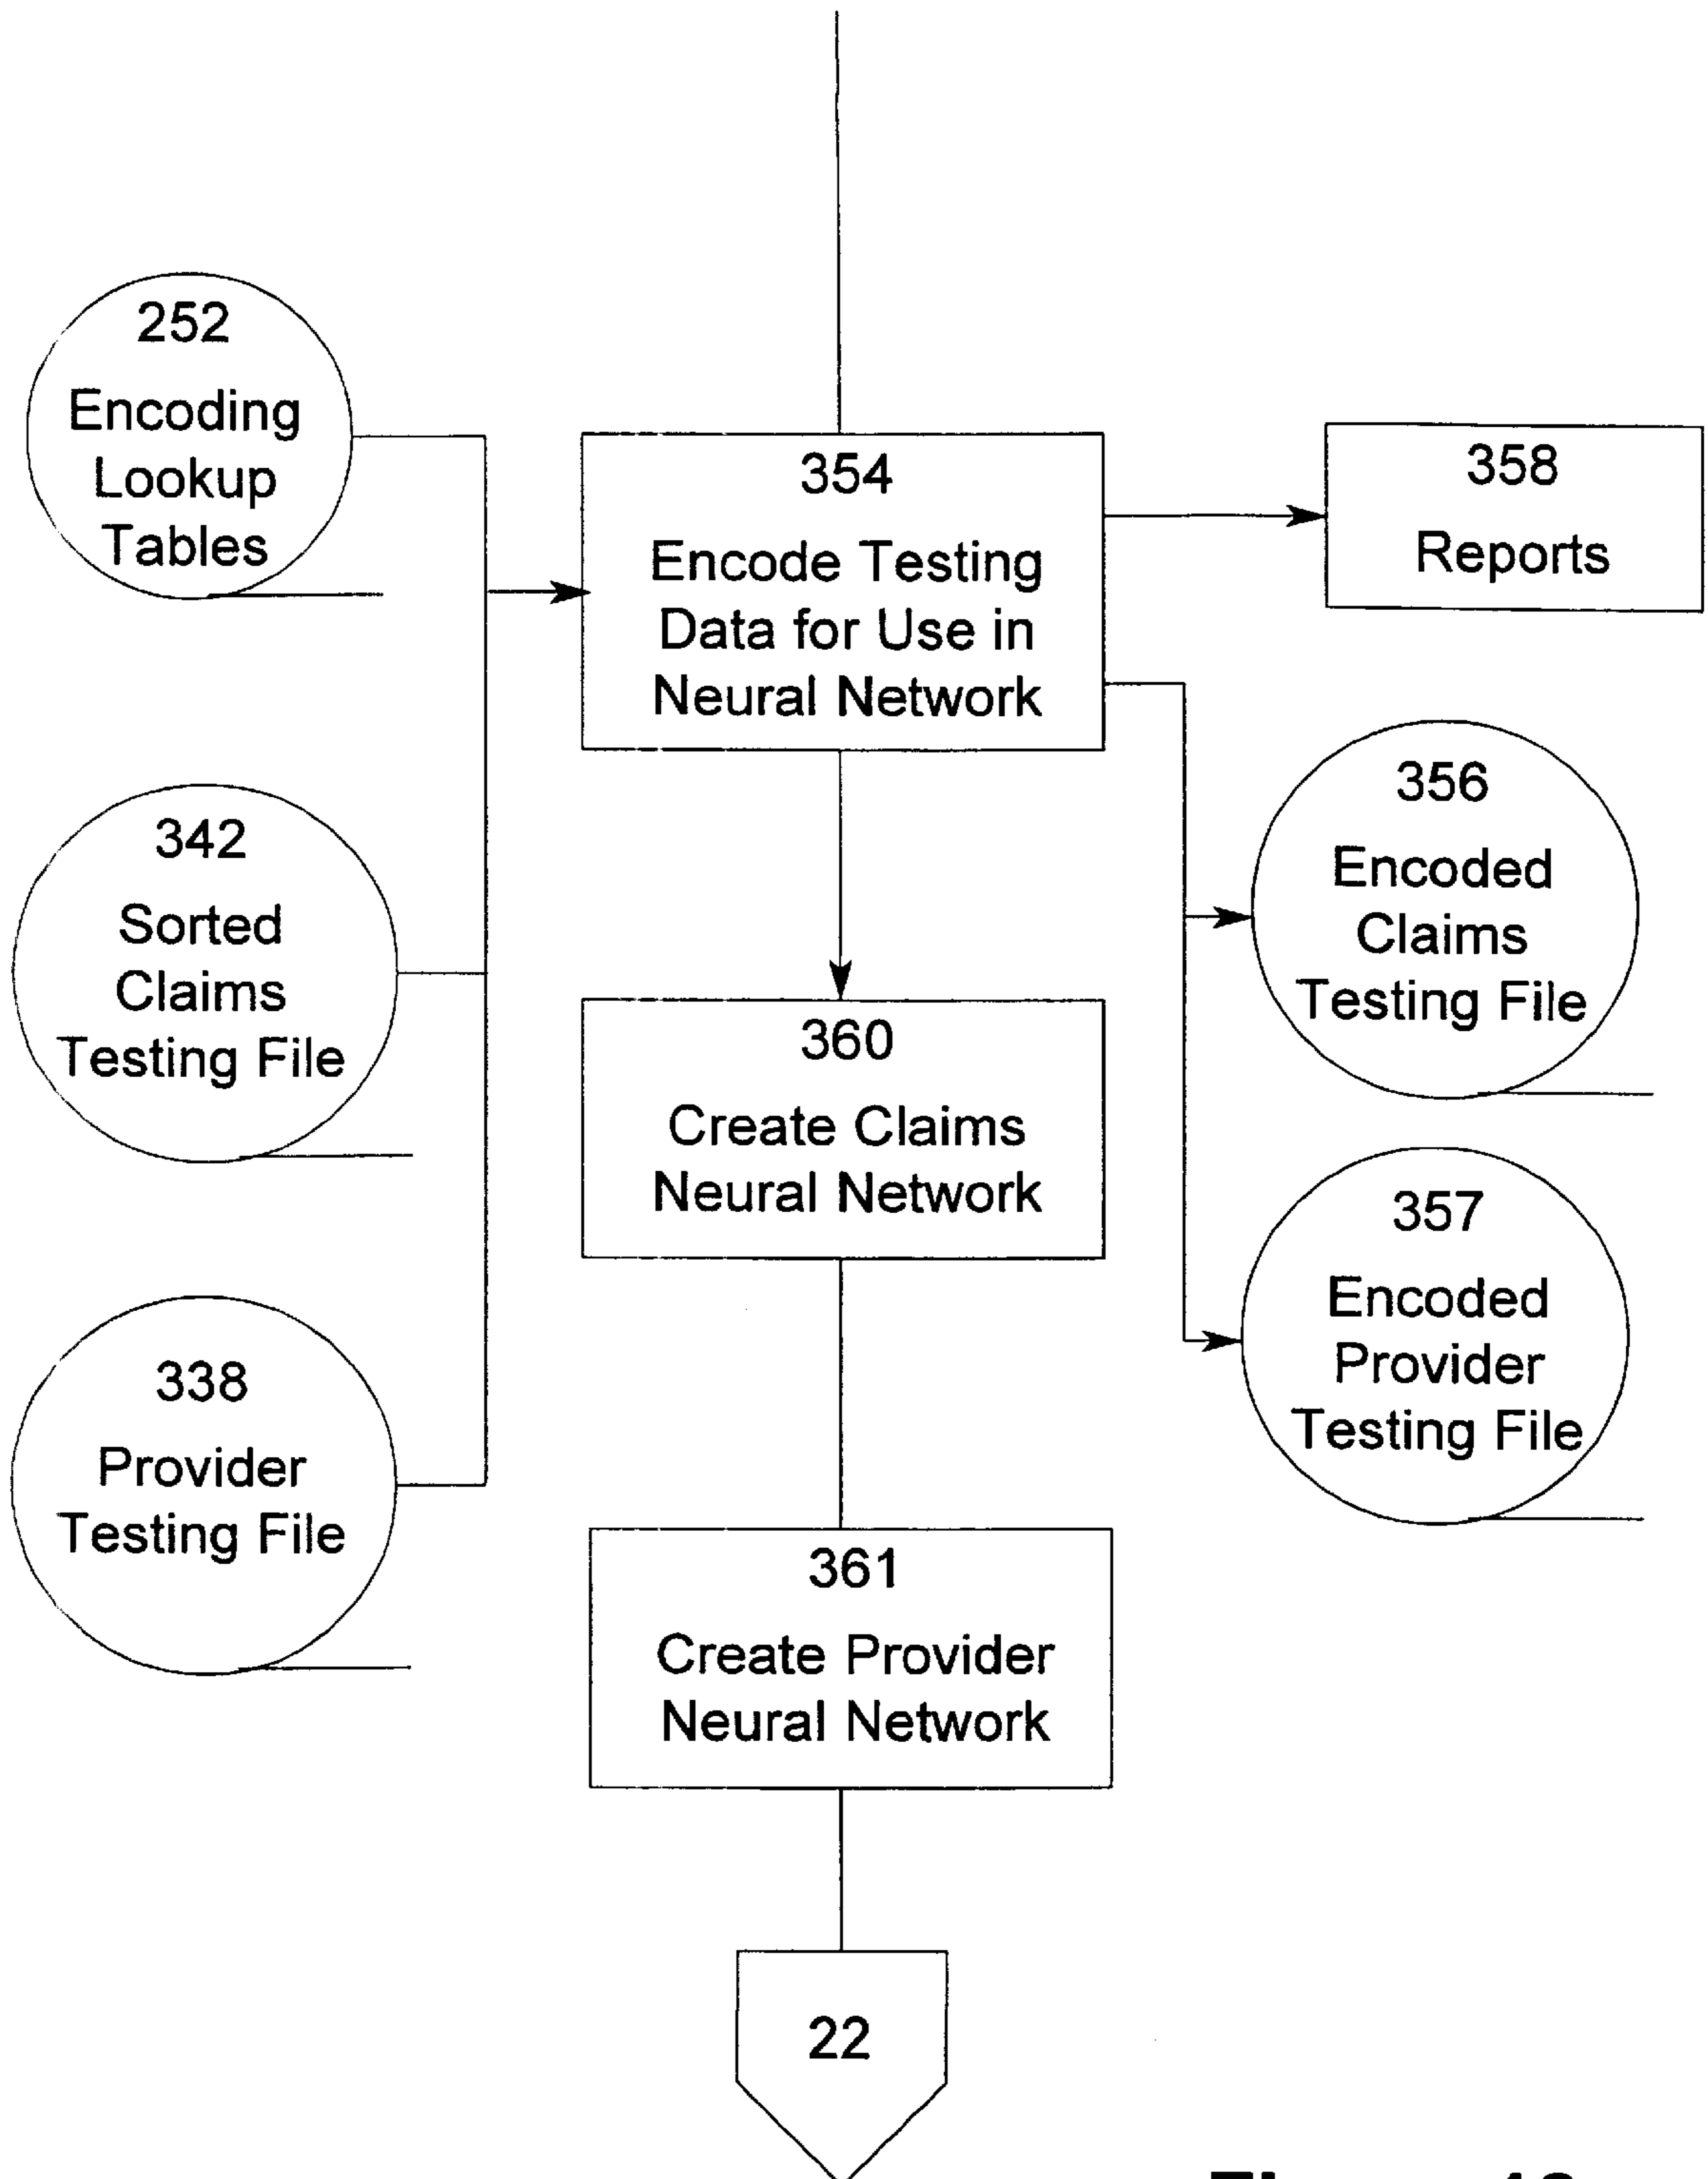 252
Encoding
Lookup
Tables
354
Encode Testing
Data for Use in
Neural Network
358
Reports
342
Sorted
Claims
Testing File
356
Encoded
Claims
Testing File
360
Create Claims
Neural Network
357
Encoded
Provider
Testing File
338
Provider
Testing File
361
Create Provider
Neural Network
22